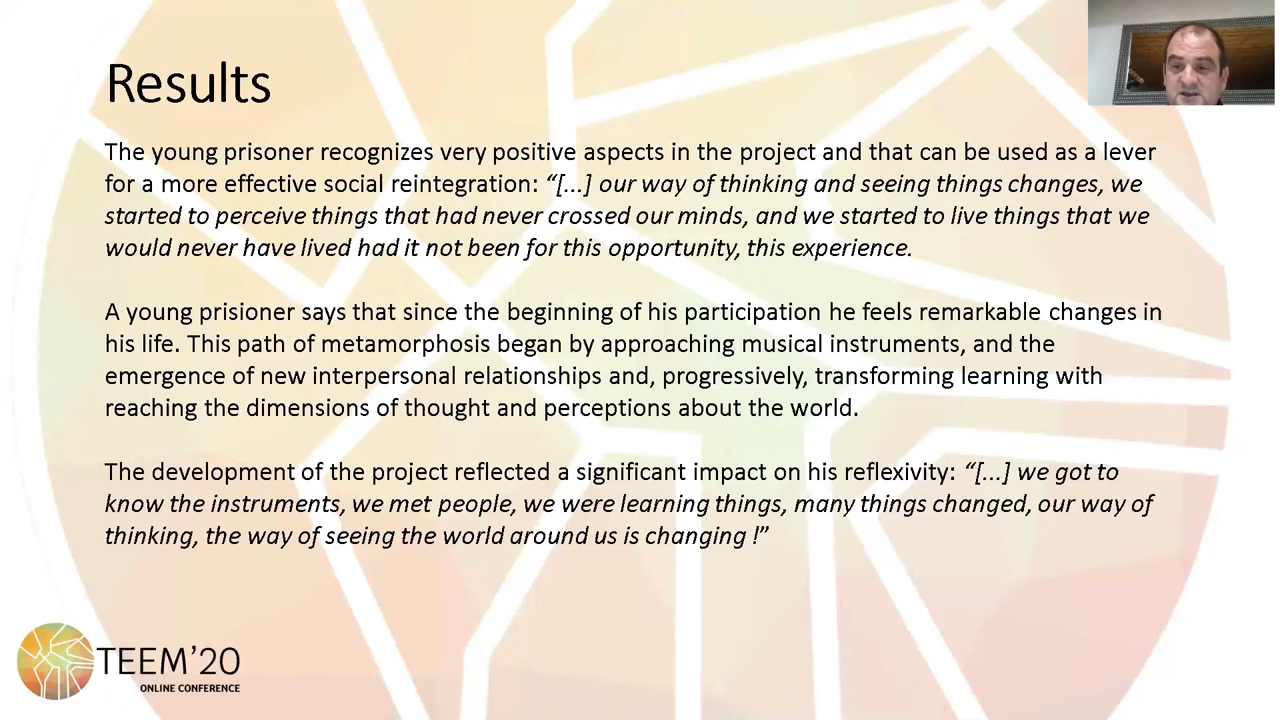 Results
The young prisoner recognizes very positive aspects in the project and that can be used as a lever
for a more effective social reintegration: “[...] our way of thinking and seeing things changes, we
started to perceive things that had never crossed our minds, and we started to live things that we
would never have lived had it not been for this opportunity, this experience.
A young prisioner says that since the beginning of his participation he feels remarkable changes in
his life. This path of metamorphosis began by approaching musical instruments, and the
emergence of new interpersonal relationships and, progressively, transforming learning with
reaching the dimensions of thought and perceptions about the world.
The development of the project reflected a significant impact on his reflexivity: “[...] we got to
know the instruments, we met people, we were learning things, many things changed, our way of
thinking, the way of seeing the world around us is changing !”
TEEM’20
ONLINE CONFERENCE